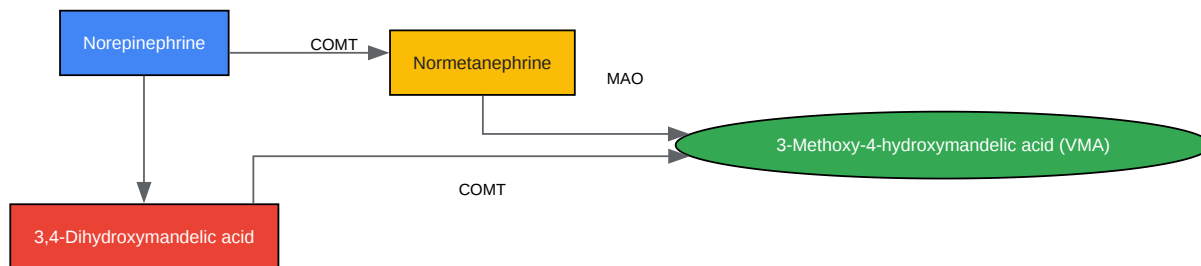 Norepinephrine
COMT
Normetanephrine
MAO
3-Methoxy-4-hydroxymandelic acid (VMA)
COMT
3,4-Dihydroxymandelic acid